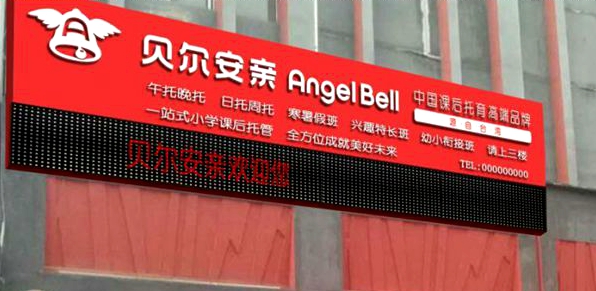 贝尔安亲 Angel Bell 中国课后托育高端品牌
源自台湾
午托晚托 日托周托 寒暑假班 兴趣特长班 幼小衔接班 请上三楼
一站式小学课后托管 全方位成就美好未来
TEL:000000000
贝尔安亲欢迎您